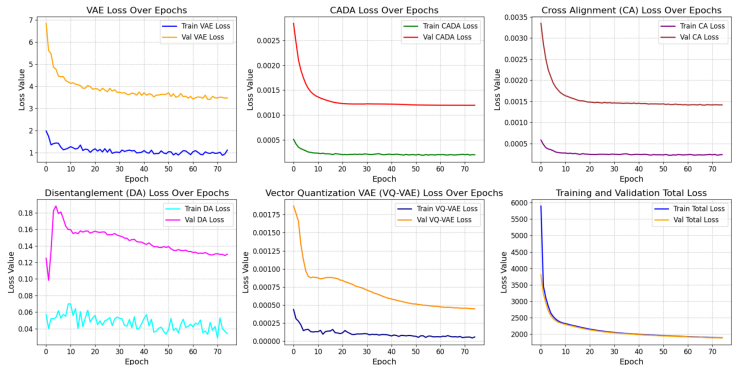 VAE Loss Over Epochs
7
6
5
4
3
2
1
Loss Value
Train VAE Loss
Val VAE Loss
0 10 20 30 40 50 60 70
Epoch
CADA Loss Over Epochs
0.0025
0.0020
0.0015
0.0010
0.0005
Loss Value
Train CADA Loss
Val CADA Loss
0 10 20 30 40 50 60 70
Epoch
Cross Alignment (CA) Loss Over Epochs
0.0035
0.0030
0.0025
0.0020
0.0015
0.0010
0.0005
Loss Value
Train CA Loss
Val CA Loss
0 10 20 30 40 50 60 70
Epoch
Disentanglement (DA) Loss Over Epochs
0.18
0.16
0.14
0.12
0.10
0.08
0.06
0.04
Loss Value
Train DA Loss
Val DA Loss
0 10 20 30 40 50 60 70
Epoch
Vector Quantization VAE (VQ-VAE) Loss Over Epochs
0.00175
0.00150
0.00125
0.00100
0.00075
0.00050
0.00025
0.00000
Loss Value
Train VQ-VAE Loss
Val VQ-VAE Loss
0 10 20 30 40 50 60 70
Epoch
Training and Validation Total Loss
6000
5500
5000
4500
4000
3500
3000
2500
2000
Loss Value
Train Total Loss
Val Total Loss
0 10 20 30 40 50 60 70
Epoch